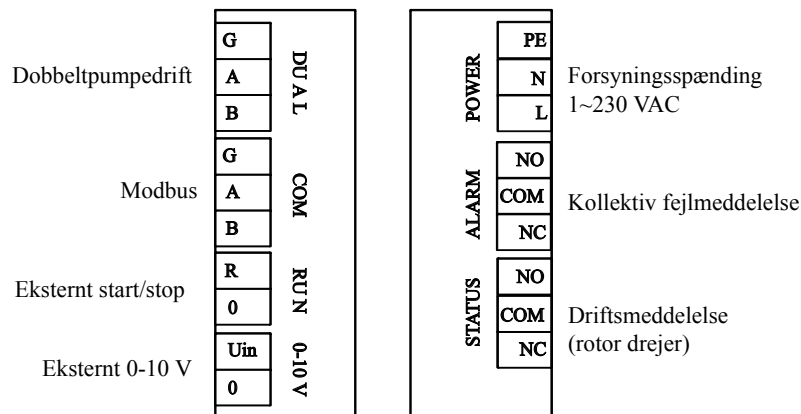 Dobbeltpumpedrift
G
A
B
DUAL
Modbus
G
A
B
COM
Eksternt start/stop
R
0
RUN
Eksternt 0-10 V
Uin
0
0-10 V
POWER
PE
N
L
Forsyningsspænding
1~230 VAC
ALARM
NO
COM
NC
Kollektiv fejlmeddelelse
STATUS
NO
COM
NC
Driftsmeddelelse
(rotor drejer)